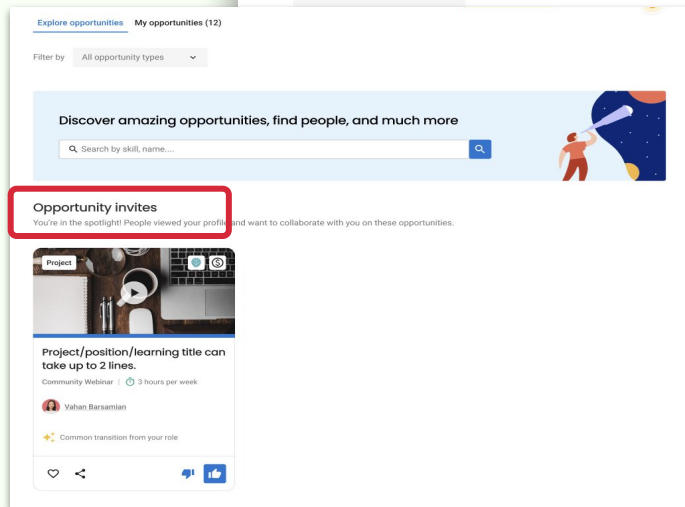 Explore opportunities My opportunities (12)
Filter by All opportunity types
Discover amazing opportunities, find people, and much more
Search by skill, name....
Opportunity invites
You're in the spotlight! People viewed your profile and want to collaborate with you on these opportunities.
Project
Project/position/learning title can
take up to 2 lines.
Community Webinar | 3 hours per week
Vahan Barsamian
Common transition from your role